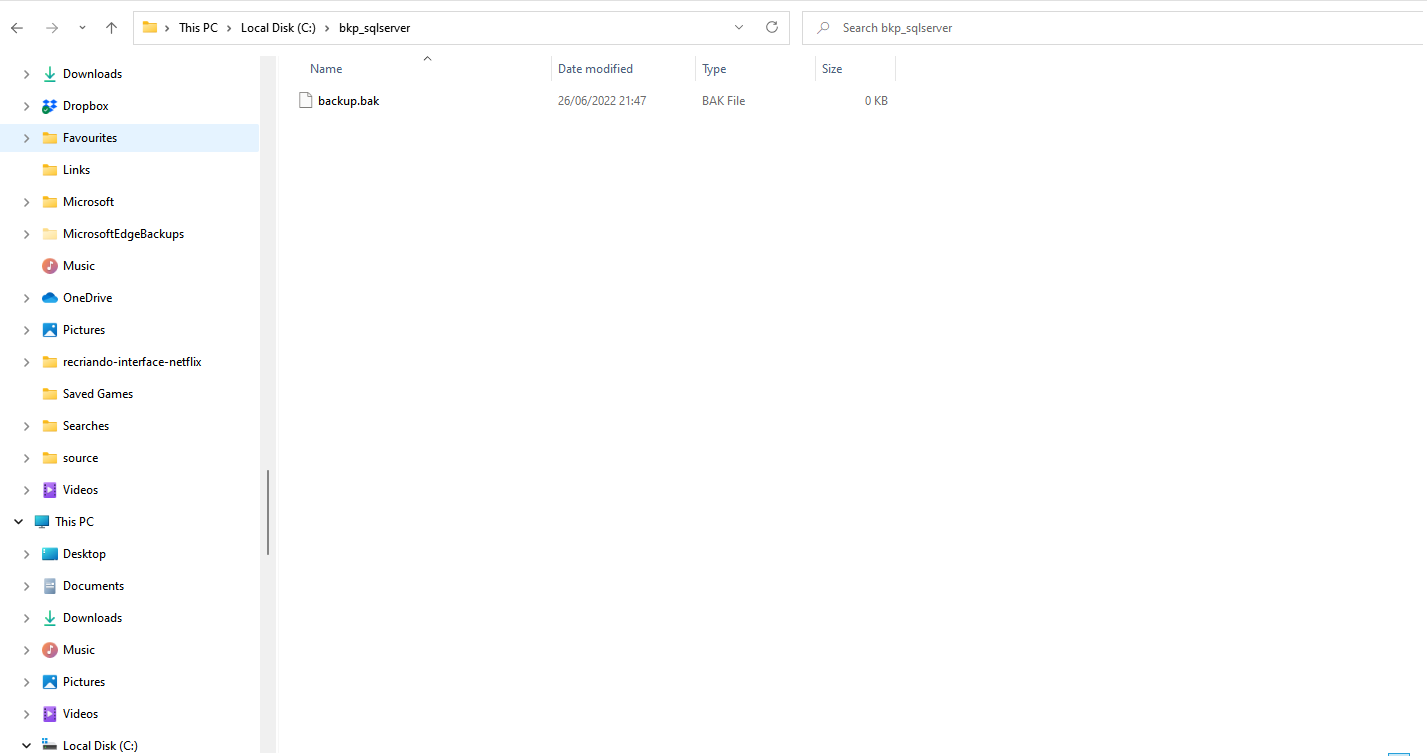 This PC > Local Disk (C:) > bkp_sqlserver
Search bkp_sqlserver
Downloads
Dropbox
Favourites
Links
Microsoft
MicrosoftEdgeBackups
Music
OneDrive
Pictures
recriando-interface-netflix
Saved Games
Searches
source
Videos
This PC
Desktop
Documents
Downloads
Music
Pictures
Videos
Local Disk (C:)
Name Date modified Type Size
backup.bak 26/06/2022 21:47 BAK File 0 KB